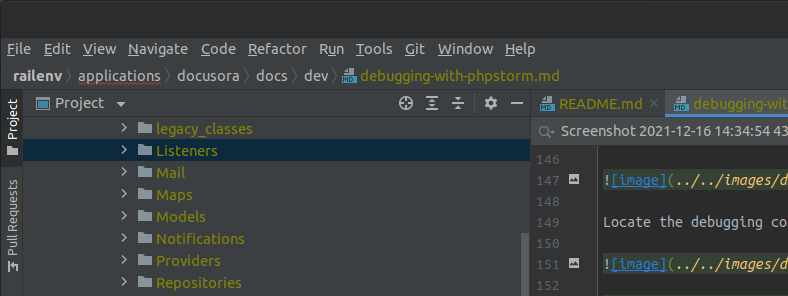 File Edit View Navigate Code Refactor Run Tools Git Window Help
railenv applications docusora docs dev debugging-with-phpstorm.md
Project
Pull Requests
Project
legacy_classes
Listeners
Mail
Maps
Models
Notifications
Providers
Repositories
README.md debugging-wit
Screenshot 2021-12-16 14:34:54 43
146
147 ![image](../../images/d
148
149 Locate the debugging co
150
151 ![image](../../images/d
152